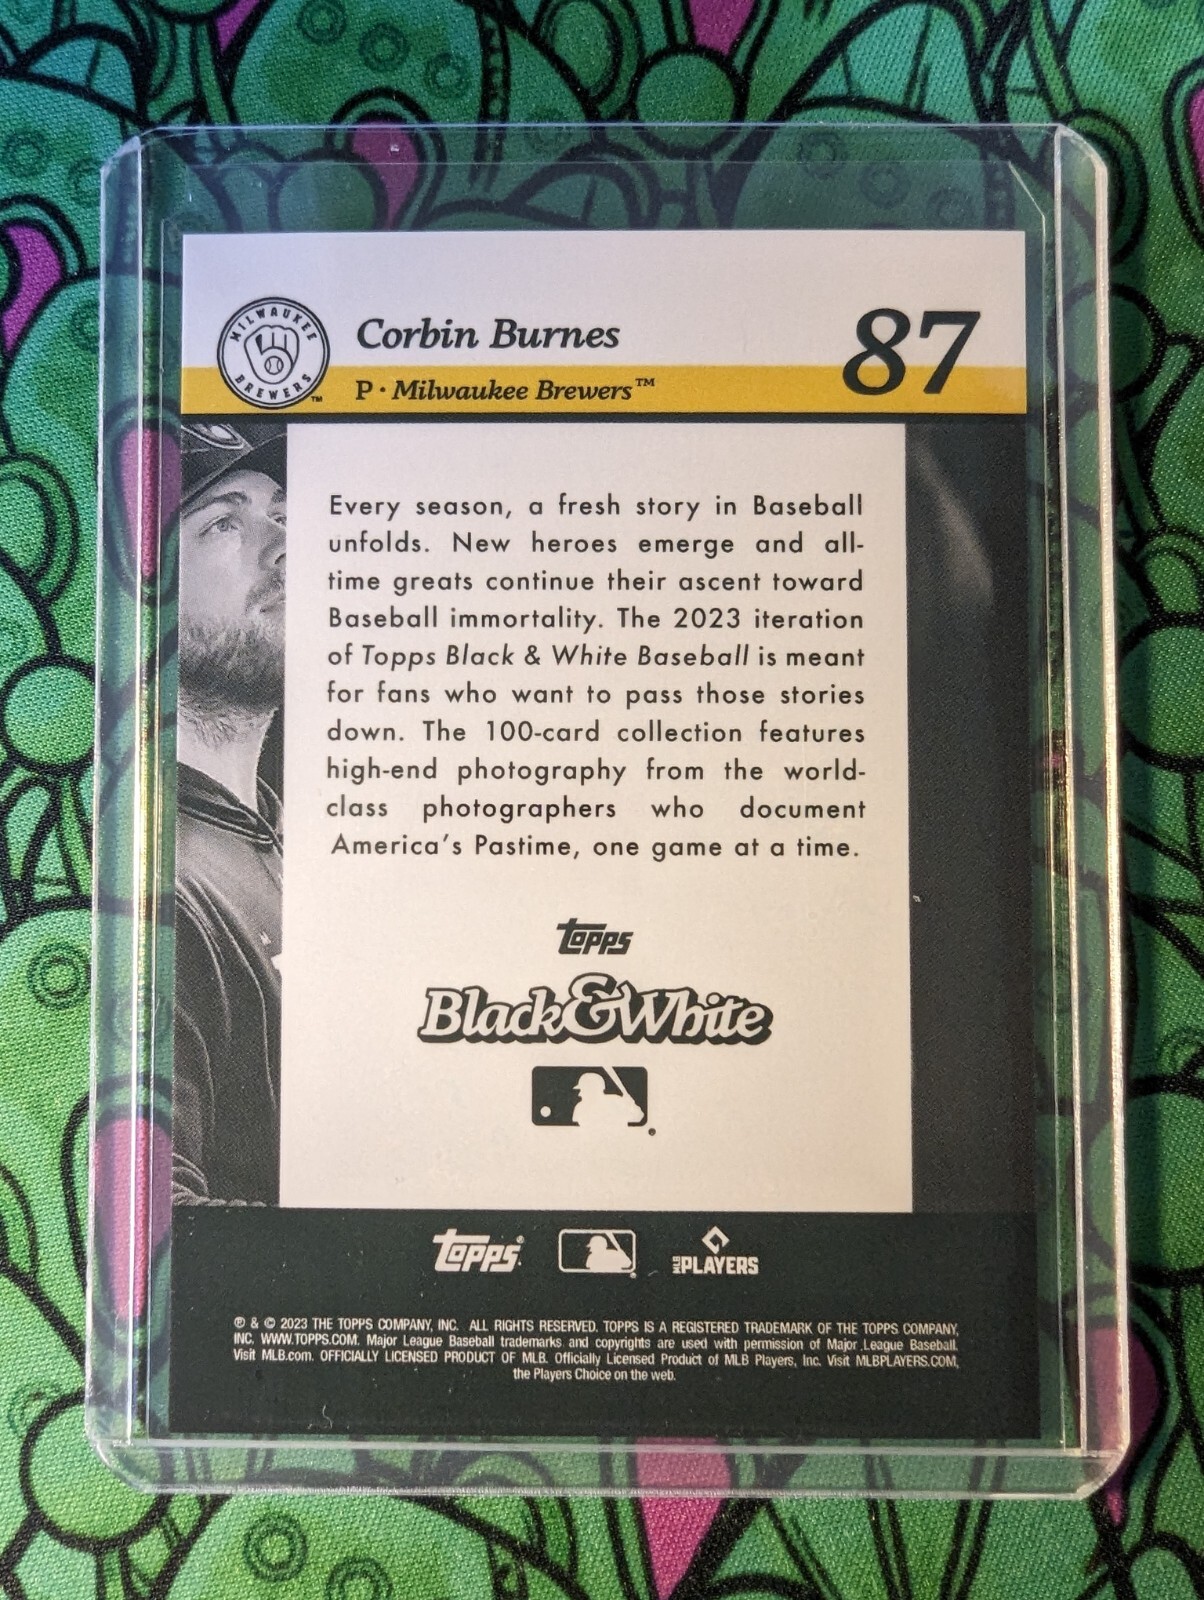 MILWAUKEE
BREWERS
TM
Corbin Burnes
87
P · Milwaukee Brewers™
Every season, a fresh story in Baseball
unfolds. New heroes emerge and all-
time greats continue their ascent toward
Baseball immortality. The 2023 iteration
of Topps Black & White Baseball is meant
for fans who want to pass those stories
down. The 100-card collection features
high-end photography from the world-
class photographers who document
America's Pastime, one game at a time.
topps
Black&White
topps®
MLB PLAYERS
℗ & © 2023 THE TOPPS COMPANY, INC. ALL RIGHTS RESERVED. TOPPS IS A REGISTERED TRADEMARK OF THE TOPPS COMPANY,
INC. WWW.TOPPS.COM. Major League Baseball trademarks and copyrights are used with permission of Major League Baseball.
Visit MLB.com. OFFICIALLY LICENSED PRODUCT OF MLB. Officially Licensed Product of MLB Players, Inc. Visit MLBPLAYERS.COM,
the Players Choice on the web.